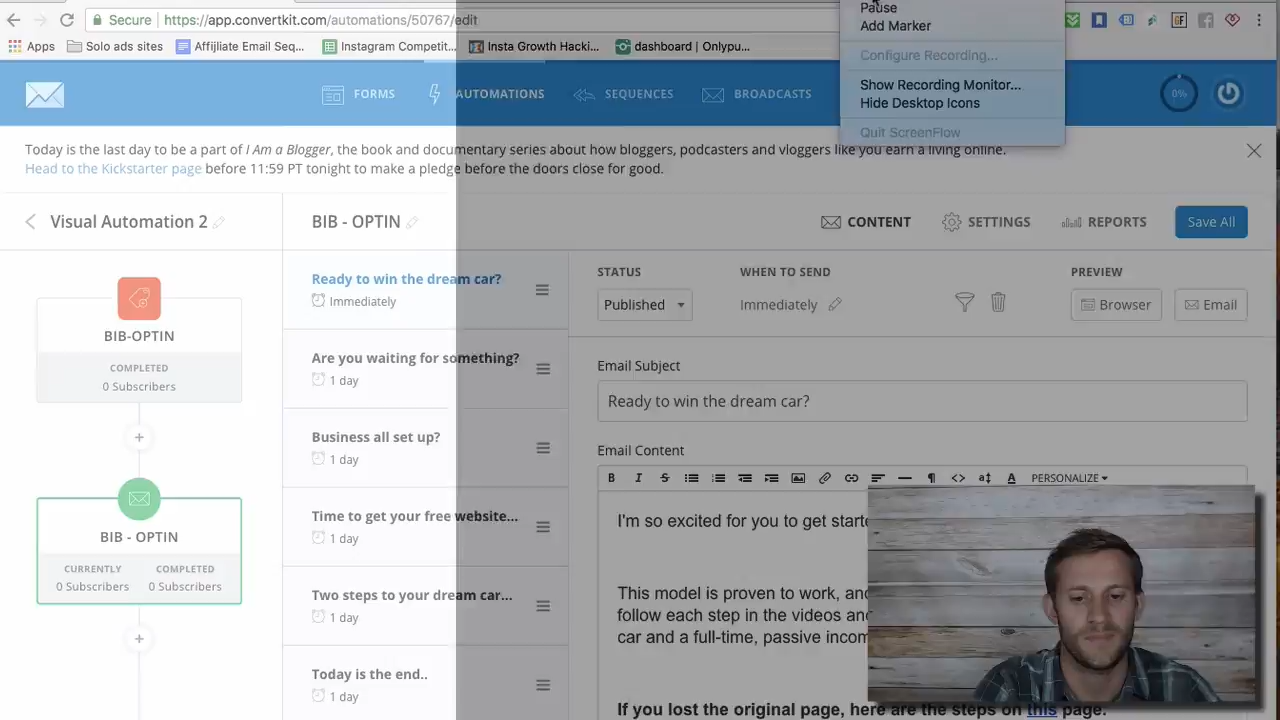 Pause
Secure https://app.convertkit.com/automations/50767/edit
Add Marker
Apps Solo ads sites Affijliate Email Seq... Instagram Competit... Insta Growth Hacki... dashboard | Onlypu...
Configure Recording...
Show Recording Monitor...
Hide Desktop Icons
Quit ScreenFlow
FORMS AUTOMATIONS SEQUENCES BROADCASTS
0%
Today is the last day to be a part of I Am a Blogger, the book and documentary series about how bloggers, podcasters and vloggers like you earn a living online.
Head to the Kickstarter page before 11:59 PT tonight to make a pledge before the doors close for good.
Visual Automation 2
BIB - OPTIN
CONTENT SETTINGS REPORTS Save All
BIB-OPTIN
COMPLETED
0 Subscribers
BIB - OPTIN
CURRENTLY COMPLETED
0 Subscribers 0 Subscribers
Ready to win the dream car?
Immediately
Are you waiting for something?
1 day
Business all set up?
1 day
Time to get your free website...
1 day
Two steps to your dream car...
1 day
Today is the end..
1 day
STATUS WHEN TO SEND PREVIEW
Published Immediately Browser Email
Email Subject
Ready to win the dream car?
Email Content
B I S PERSONALIZE
I'm so excited for you to get starte
This model is proven to work, and
follow each step in the videos and
car and a full-time, passive incom
If you lost the original page, here are the steps on this page.